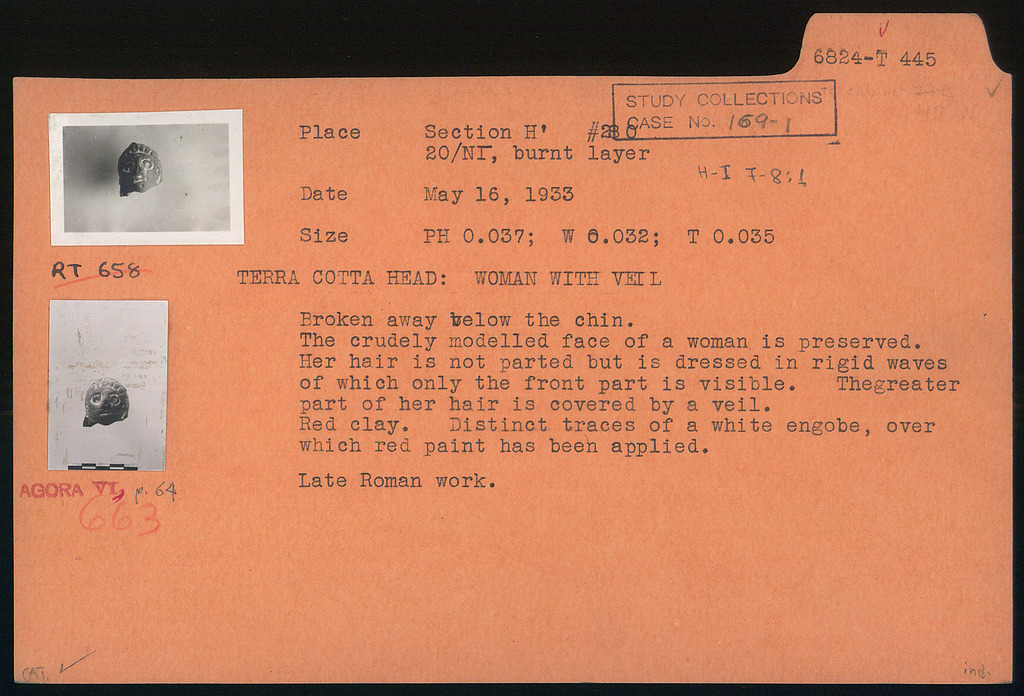 6824-T 445
STUDY COLLECTIONS
CASE No. 169-1
Place Section H' #280
20/ΝΓ, burnt layer
H-I 7-8:1
Date May 16, 1933
Size PH 0.037; W 0.032; T 0.035
RT 658
TERRA COTTA HEAD: WOMAN WITH VEIL
Broken away below the chin.
The crudely modelled face of a woman is preserved.
Her hair is not parted but is dressed in rigid waves
of which only the front part is visible. Thegreater
part of her hair is covered by a veil.
Red clay. Distinct traces of a white engobe, over
which red paint has been applied.
Late Roman work.
AGORA VI, p. 64
663
CAT.
ind.